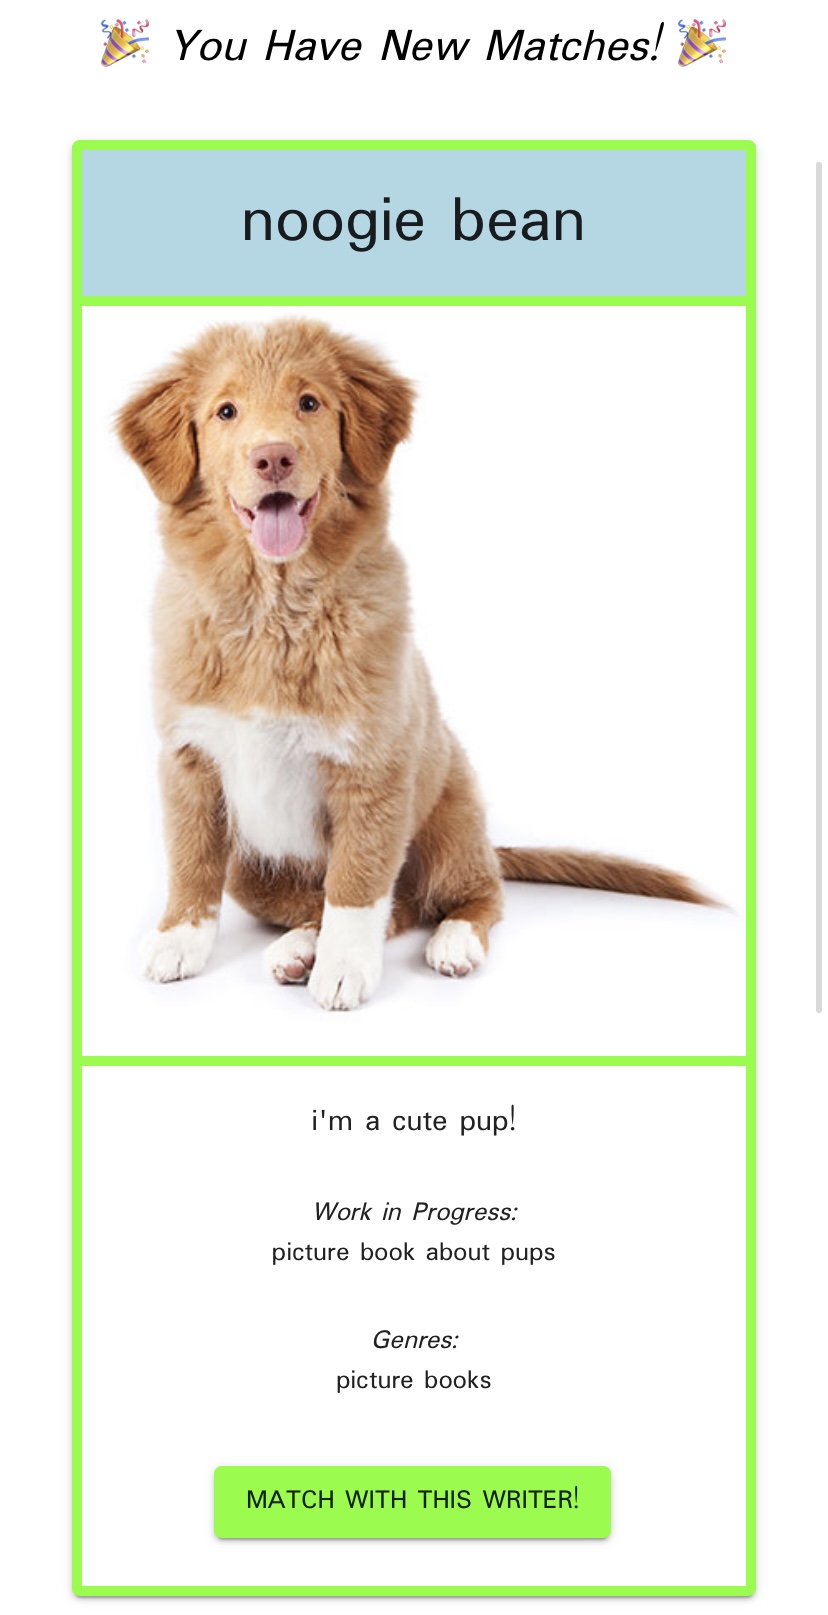 🎉 You Have New Matches! 🎉
noogie bean
i'm a cute pup!
Work in Progress:
picture book about pups
Genres:
picture books
MATCH WITH THIS WRITER!